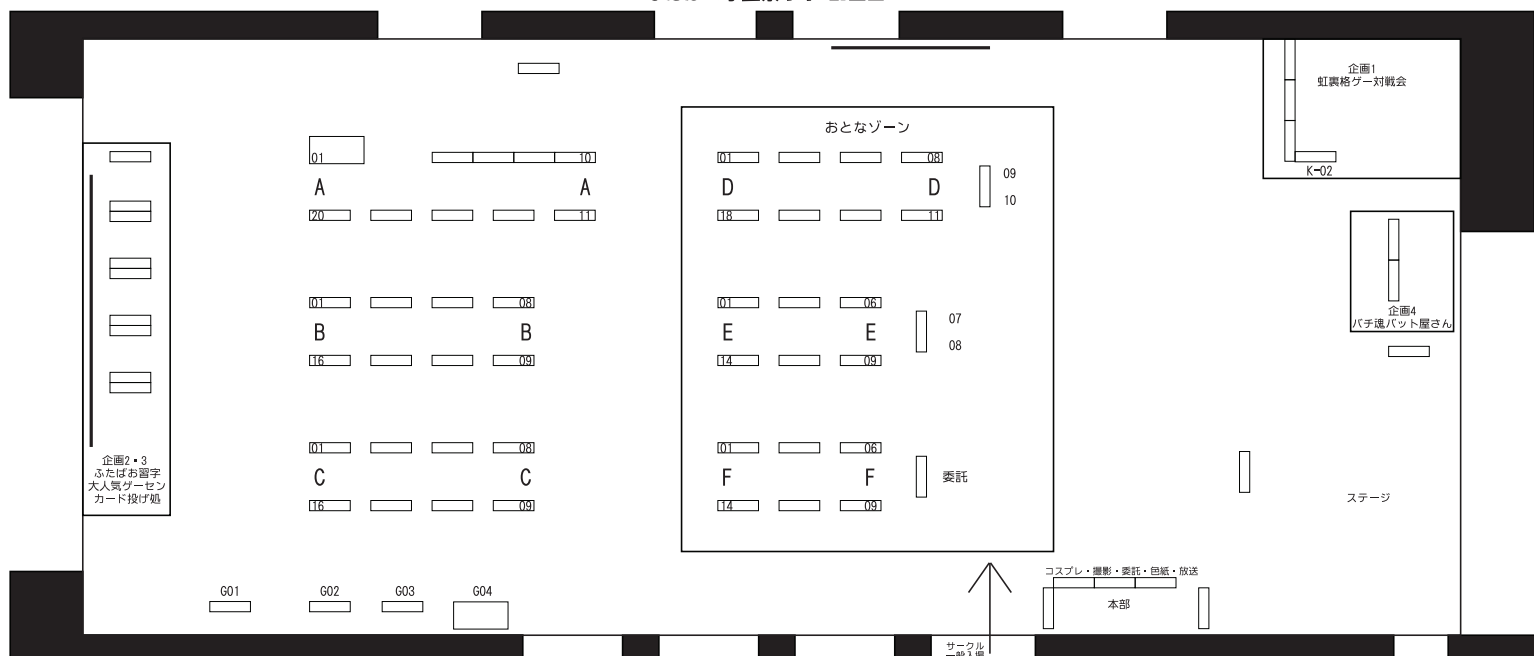 企画1
虹裏格ゲー対戦会
K-02
おとなゾーン
01
10
A
A
20
11
01
08
D
D
09
10
18
11
企画4
バチ魂バット屋さん
01
08
B
B
16
09
01
06
E
E
07
08
14
09
01
08
C
C
16
09
01
06
F
F
委託
14
09
企画2・3
ふたばお習字
大人気ゲーセン
カード投げ処
ステージ
G01
G02
G03
G04
コスプレ・撮影・委託・色紙・放送
本部
サークル
一般入場